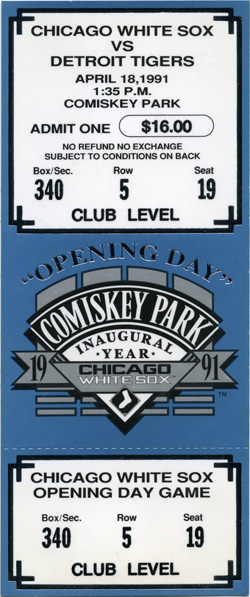 CHICAGO WHITE SOX
VS
DETROIT TIGERS
APRIL 18,1991
1:35 P.M.
COMISKEY PARK
ADMIT ONE $16.00
NO REFUND NO EXCHANGE
SUBJECT TO CONDITIONS ON BACK
Box/Sec. Row Seat
340 5 19
CLUB LEVEL
"OPENING DAY"
COMISKEY PARK
INAUGURAL
·YEAR·
19 CHICAGO 91
WHITE SOX
TM
CHICAGO WHITE SOX
OPENING DAY GAME
Box/Sec. Row Seat
340 5 19
CLUB LEVEL